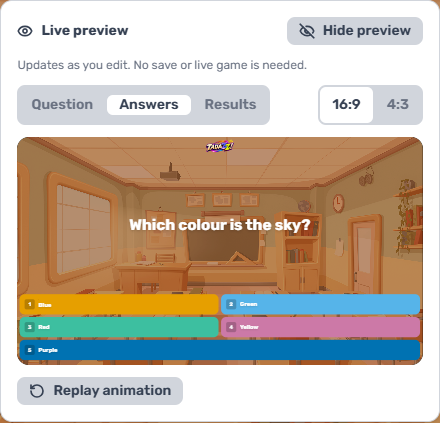 Live preview
Hide preview
Updates as you edit. No save or live game is needed.
Question
Answers
Results
16:9
4:3
ZADA.Z!
Which colour is the sky?
1 Blue
2 Green
3 Red
4 Yellow
5 Purple
Replay animation